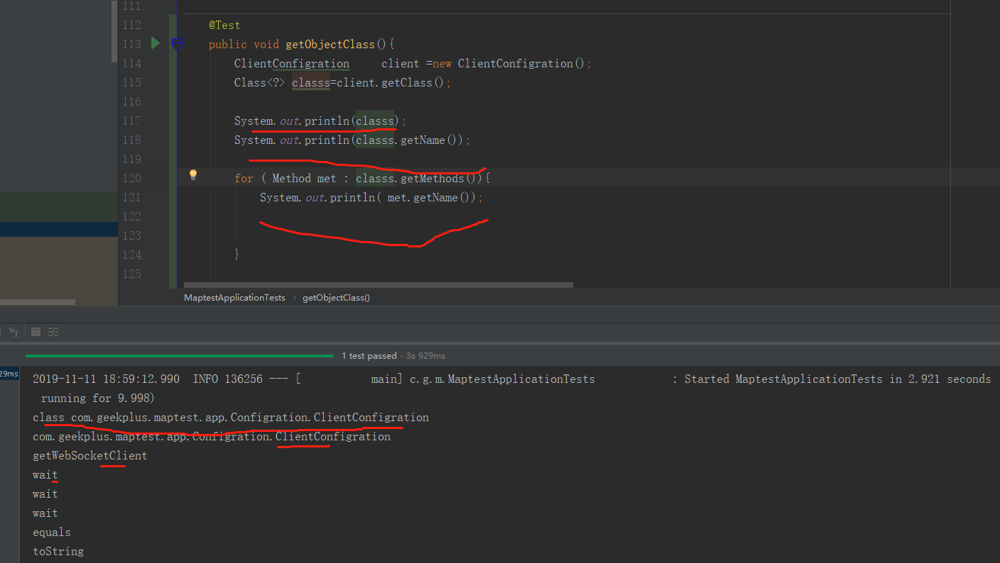 111
112 @Test
113 public void getObjectClass(){
114 ClientConfigration client =new ClientConfigration();
115 Class<?> classs=client.getClass();
116
117 System.out.println(classs);
118 System.out.println(classs.getName());
119
120 for ( Method met : classs.getMethods()){
121 System.out.println( met.getName());
122
123
124 }
125
MaptestApplicationTests › getObjectClass()
1 test passed - 3s 929ms
29ms
2019-11-11 18:59:12.990 INFO 136256 --- [ main] c.g.m.MaptestApplicationTests : Started MaptestApplicationTests in 2.921 seconds
running for 9.998)
class com.geekplus.maptest.app.Configration.ClientConfigration
com.geekplus.maptest.app.Configration.ClientConfigration
getWebSocketClient
wait
wait
wait
equals
toString